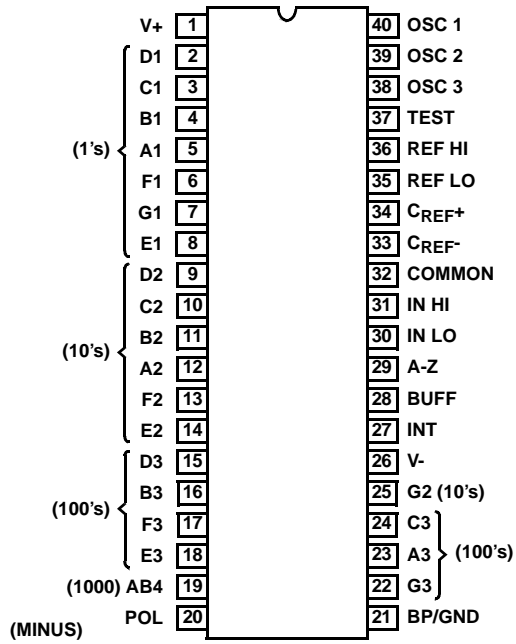 V+ 1 40 OSC 1
D1 2 39 OSC 2
C1 3 38 OSC 3
B1 4 37 TEST
(1's) A1 5 36 REF HI
F1 6 35 REF LO
G1 7 34 CREF+
E1 8 33 CREF-
D2 9 32 COMMON
C2 10 31 IN HI
(10's) B2 11 30 IN LO
A2 12 29 A-Z
F2 13 28 BUFF
E2 14 27 INT
D3 15 26 V-
(100's) B3 16 25 G2 (10's)
F3 17 24 C3
E3 18 23 A3 (100's)
(1000) AB4 19 22 G3
(MINUS) POL 20 21 BP/GND